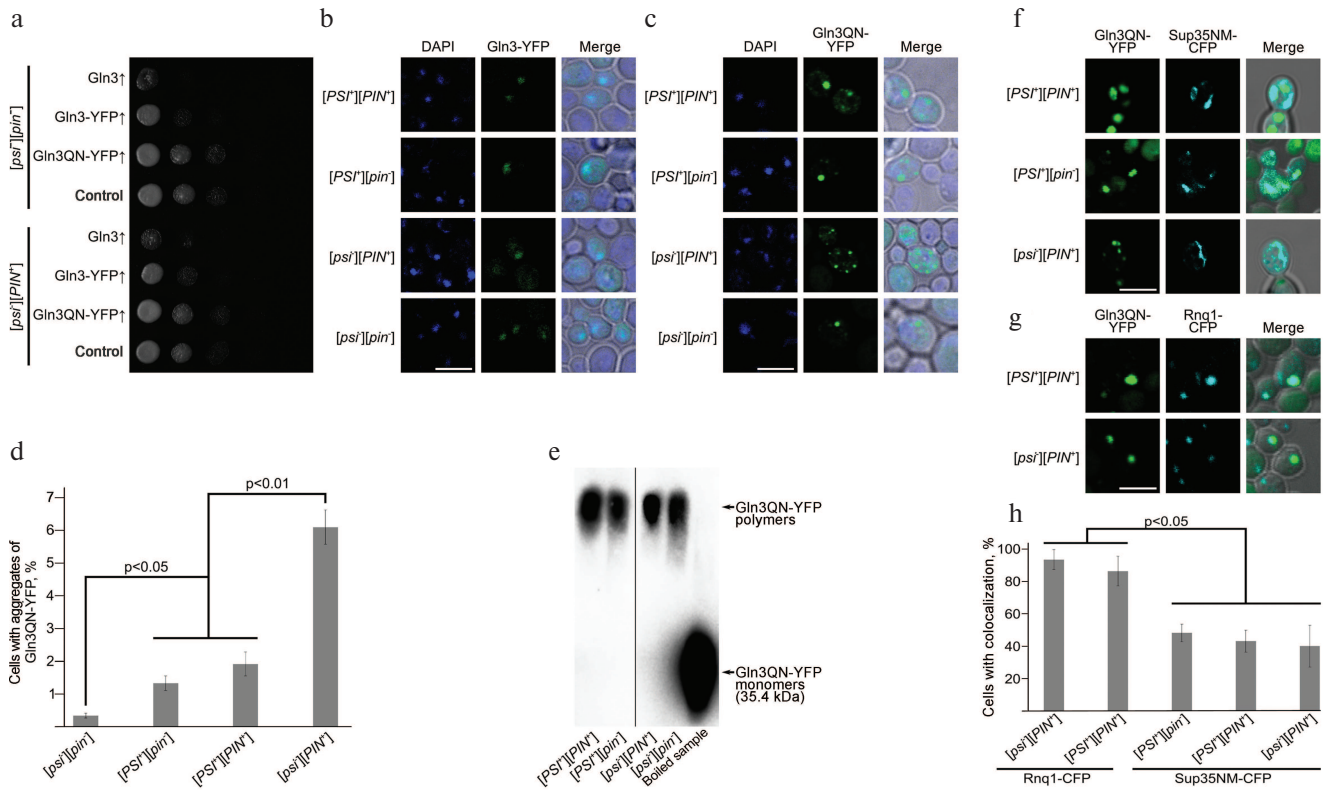 a
[psi-][pin-]
Gln3↑
Gln3-YFP↑
Gln3QN-YFP↑
Control
[psi-][PIN+]
Gln3↑
Gln3-YFP↑
Gln3QN-YFP↑
Control
b
DAPI Gln3-YFP Merge
[PSI+][PIN+]
[PSI+][pin-]
[psi-][PIN+]
[psi-][pin-]
c
DAPI Gln3QN-YFP Merge
[PSI+][PIN+]
[PSI+][pin-]
[psi-][PIN+]
[psi-][pin-]
f
Gln3QN-YFP Sup35NM-CFP Merge
[PSI+][PIN+]
[PSI+][pin-]
[psi-][PIN+]
g
Gln3QN-YFP Rnq1-CFP Merge
[PSI+][PIN+]
[psi-][PIN+]
d
Cells with aggregates of
Gln3QN-YFP, %
7
6
5
4
3
2
1
p<0.05
p<0.01
[psi-][pin-]
[PSI+][pin-]
[PSI+][PIN+]
[psi-][PIN+]
e
Gln3QN-YFP
polymers
Gln3QN-YFP
monomers
(35.4 kDa)
[PSI+][PIN+]
[PSI+][pin-]
[psi-][PIN+]
[psi-][pin-]
Boiled sample
h
Cells with colocalization, %
100
80
60
40
20
p<0.05
[psi-][PIN+]
[PSI+][PIN+]
[PSI+][pin-]
[PSI+][PIN+]
[psi-][PIN+]
Rnq1-CFP
Sup35NM-CFP